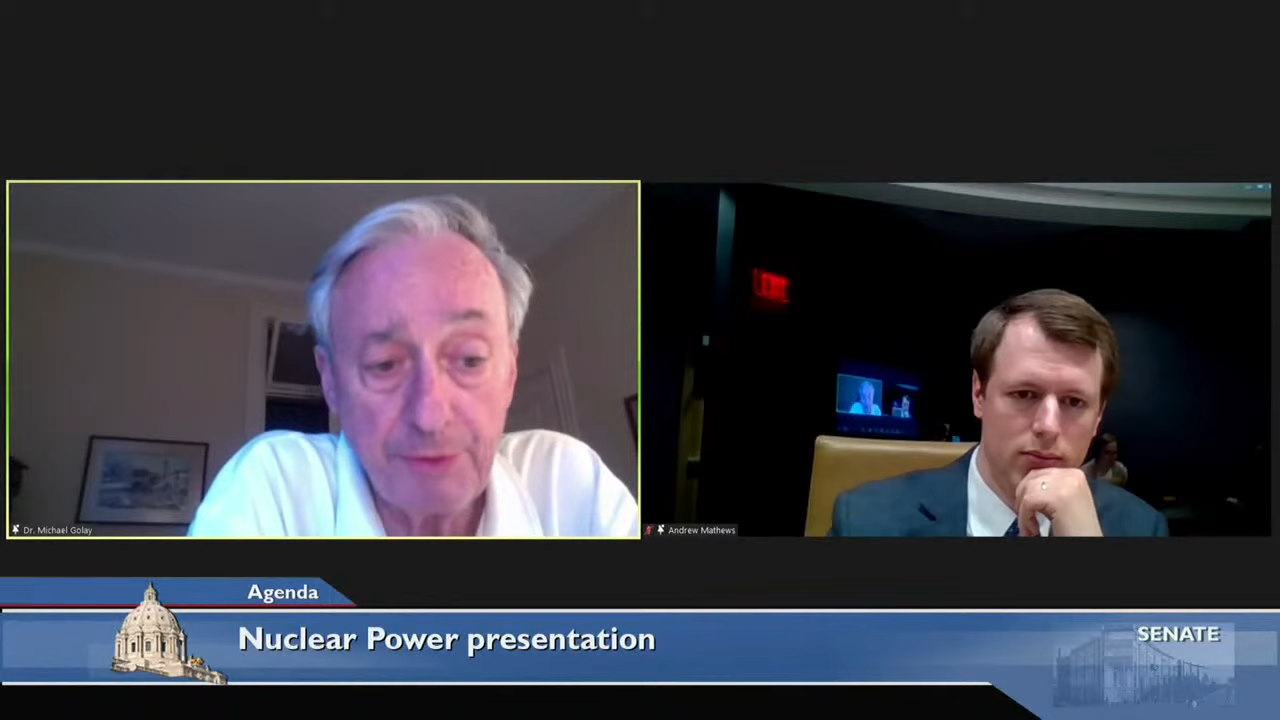 Dr. Michael Golay
Andrew Mathews
Agenda
Nuclear Power presentation
SENATE